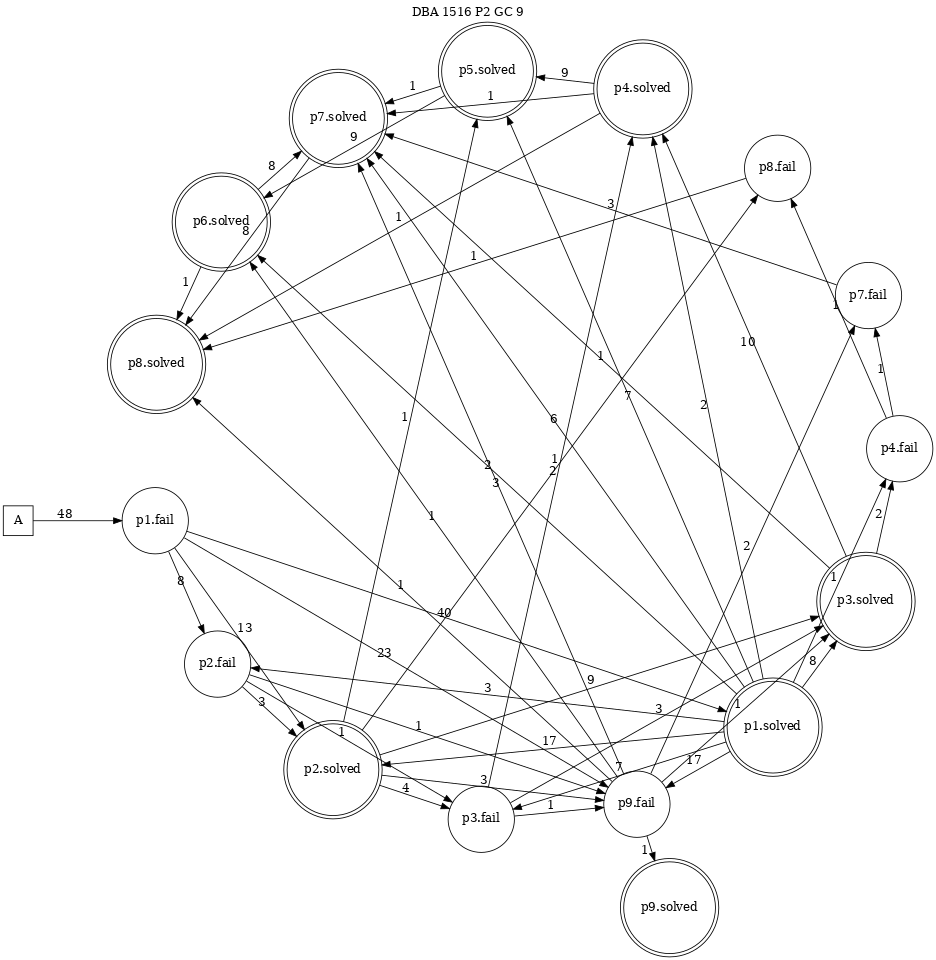 DBA 1516 P2 GC 9
p5.solved
9
p4.solved
1
1
p7.solved
9
8
p8.fail
3
p6.solved
8
1
1
1
p7.fail
1
p8.solved
1
10
2
7
1
1
6
p4.fail
1
2
2
3
2
A
48
p1.fail
1
2
8
1
1
p3.solved
40
13
23
p2.fail
9
8
3
3
3
1
1
1
17
p1.solved
7
17
p2.solved
3
4
p3.fail
1
p9.fail
1
p9.solved